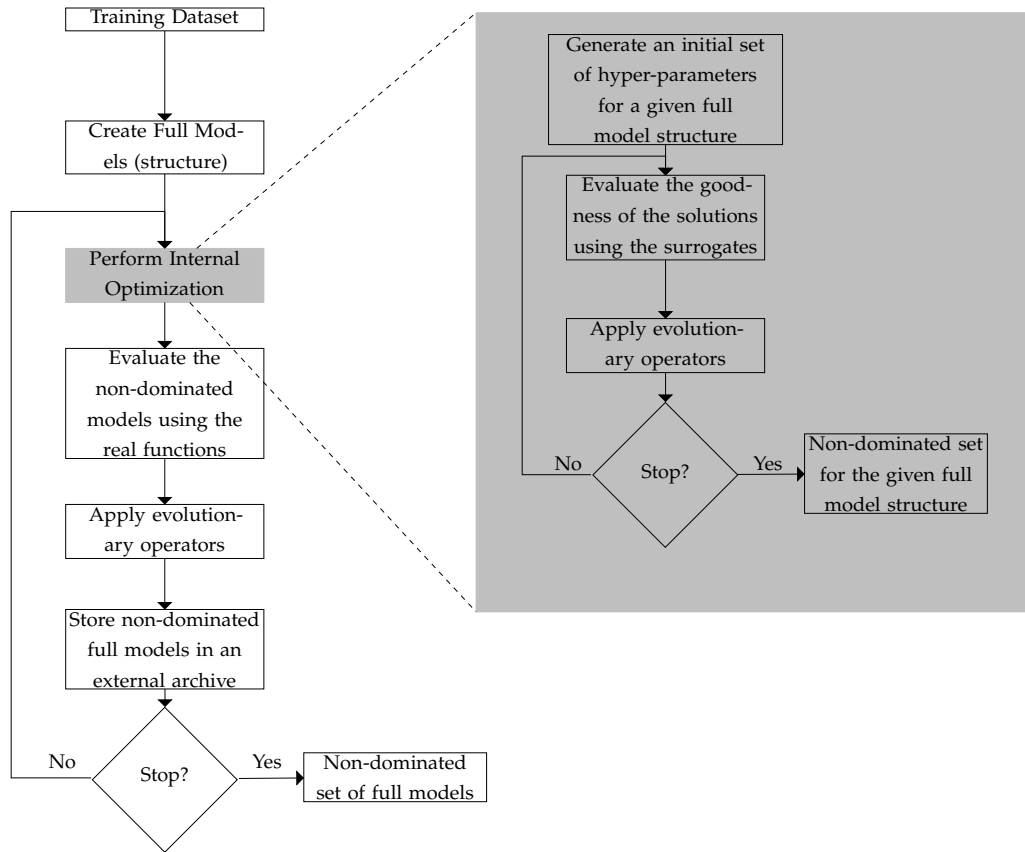 Training Dataset
Create Full Mod-
els (structure)
Perform Internal
Optimization
Evaluate the
non-dominated
models using the
real functions
Apply evolution-
ary operators
Store non-dominated
full models in an
external archive
Stop?
No
Yes
Non-dominated
set of full models
Generate an initial set
of hyper-parameters
for a given full
model structure
Evaluate the good-
ness of the solutions
using the surrogates
Apply evolution-
ary operators
Stop?
No
Yes
Non-dominated set
for the given full
model structure